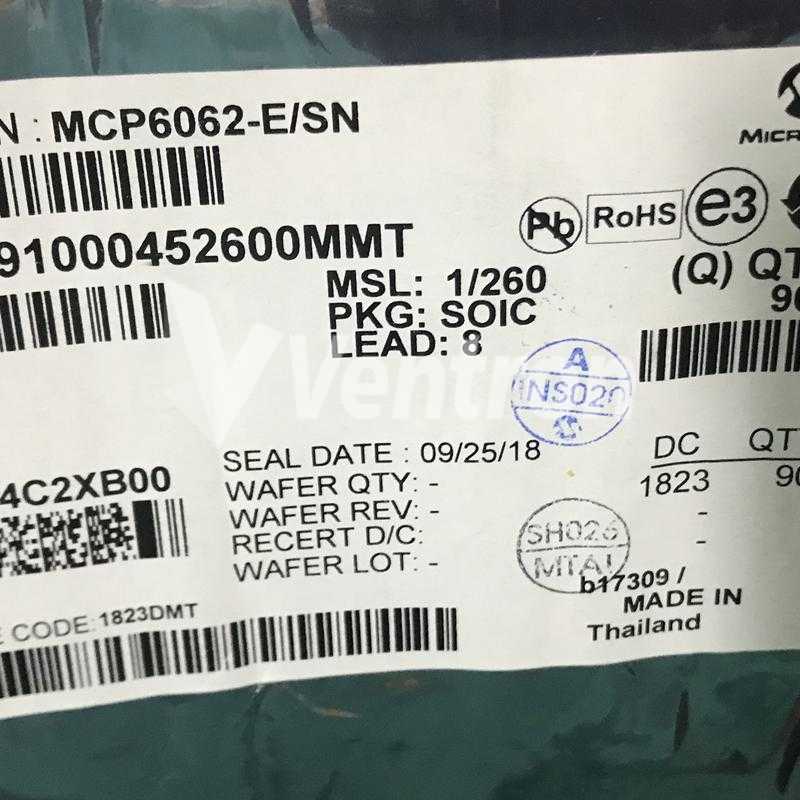 N : MCP6062-E/SN
MICR
Pb RoHS e3
91000452600MMT
MSL: 1/260
(Q) QT
PKG: SOIC
90
LEAD: 8
Ventron
A
INS020
SEAL DATE : 09/25/18
DC QT
4C2XB00
WAFER QTY: -
1823 90
WAFER REV: -
-
RECERT D/C:
SH026
-
WAFER LOT: -
MTAI
b17309 /
E CODE: 1823DMT
MADE IN
Thailand